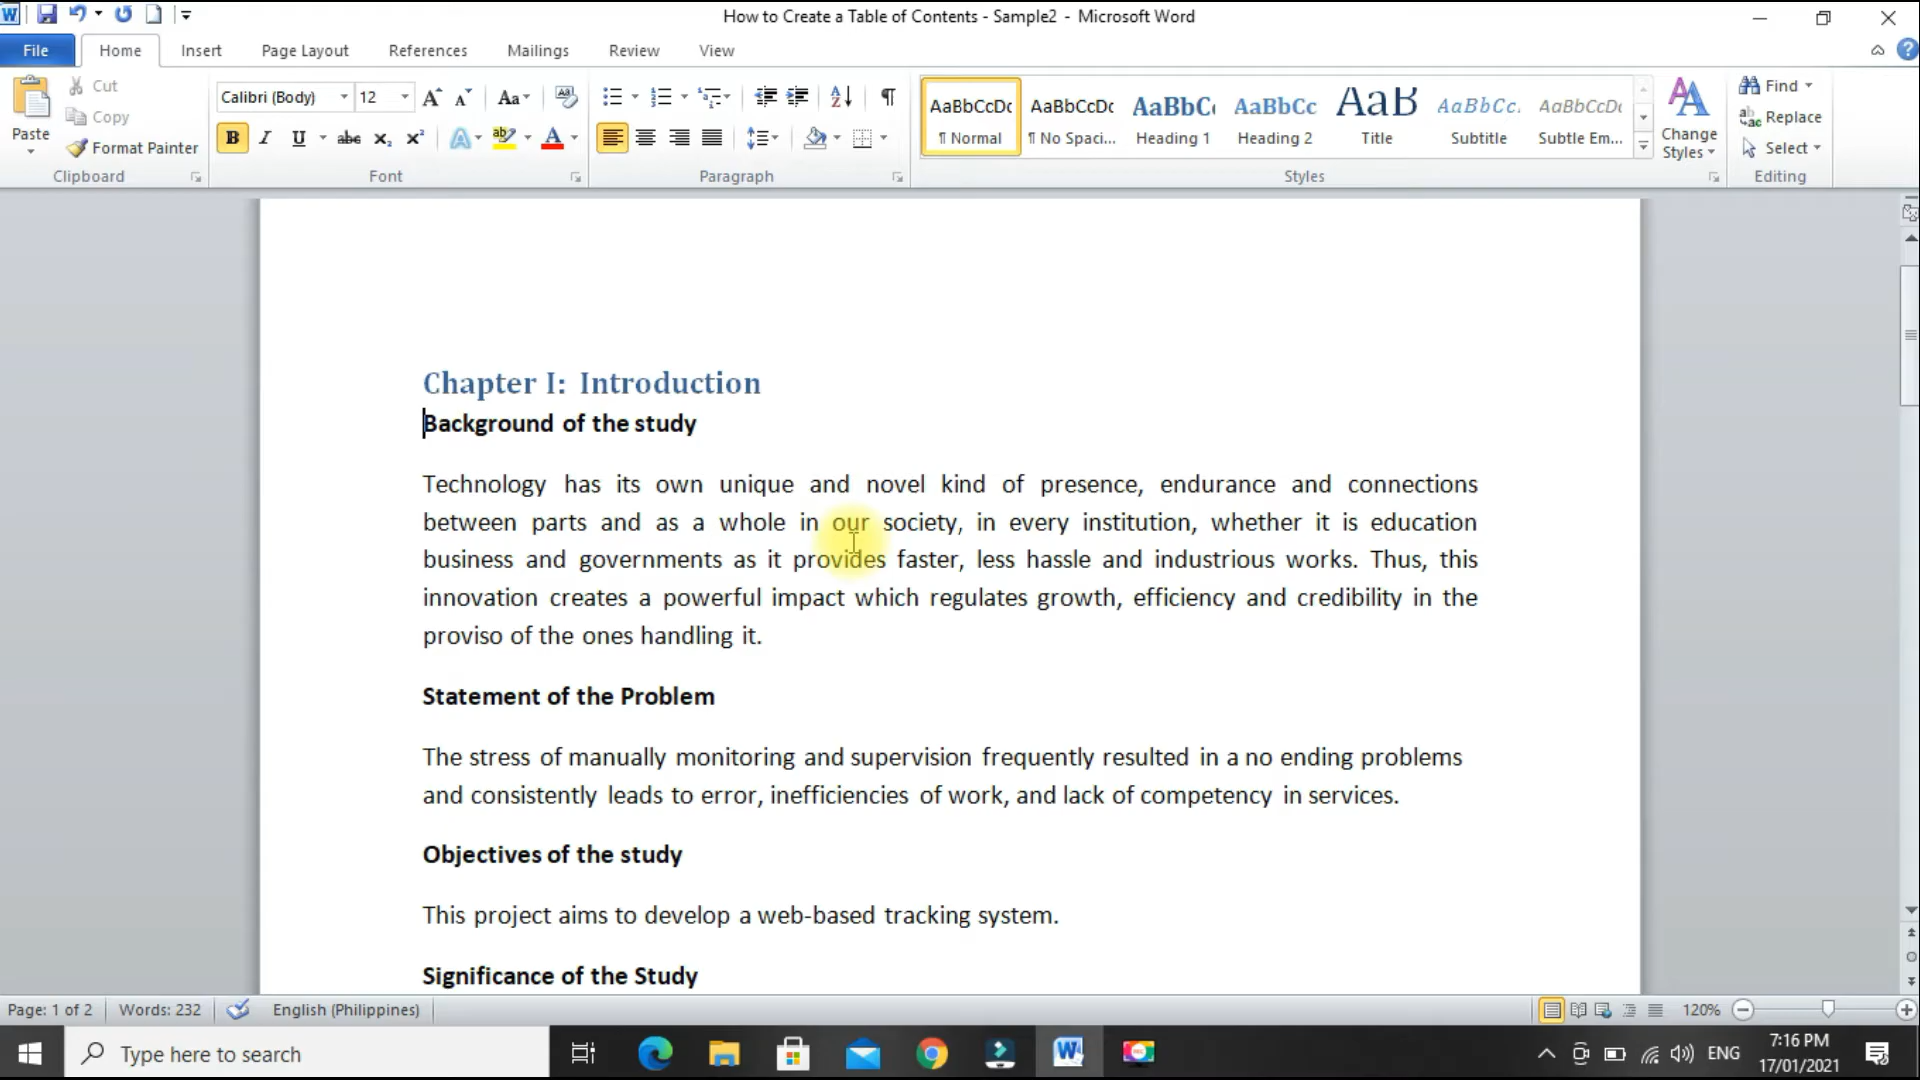 How to Create a Table of Contents - Sample2 - Microsoft Word
File Home Insert Page Layout References Mailings Review View
Paste
Cut
Copy
Format Painter
Clipboard
Calibri (Body) 12
Font
Paragraph
AaBbCcDc AaBbCcDc AaBbC AaBbCc AaB AaBbCc. AaBbCcDc
¶ Normal ¶ No Spaci... Heading 1 Heading 2 Title Subtitle Subtle Em...
Change
Styles
Styles
Find
Replace
Select
Editing
Chapter I: Introduction
Background of the study
Technology has its own unique and novel kind of presence, endurance and connections
between parts and as a whole in our society, in every institution, whether it is education
business and governments as it provides faster, less hassle and industrious works. Thus, this
innovation creates a powerful impact which regulates growth, efficiency and credibility in the
proviso of the ones handling it.
Statement of the Problem
The stress of manually monitoring and supervision frequently resulted in a no ending problems
and consistently leads to error, inefficiencies of work, and lack of competency in services.
Objectives of the study
This project aims to develop a web-based tracking system.
Significance of the Study
Page: 1 of 2 Words: 232 English (Philippines) 120%
Type here to search
ENG
7:16 PM
17/01/2021